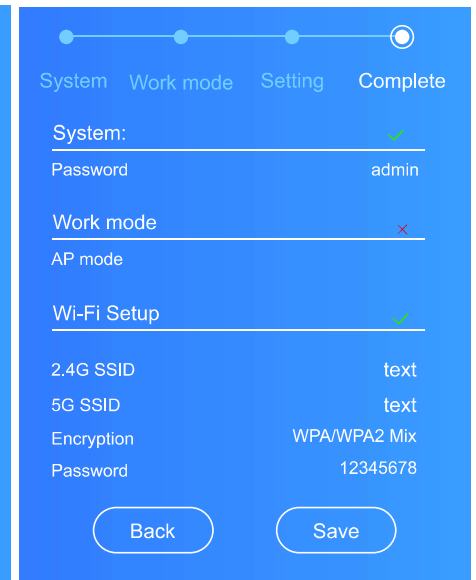 System Work mode Setting Complete
System:
Password admin
Work mode
AP mode
Wi-Fi Setup
2.4G SSID text
5G SSID text
Encryption WPA/WPA2 Mix
Password 12345678
Back Save